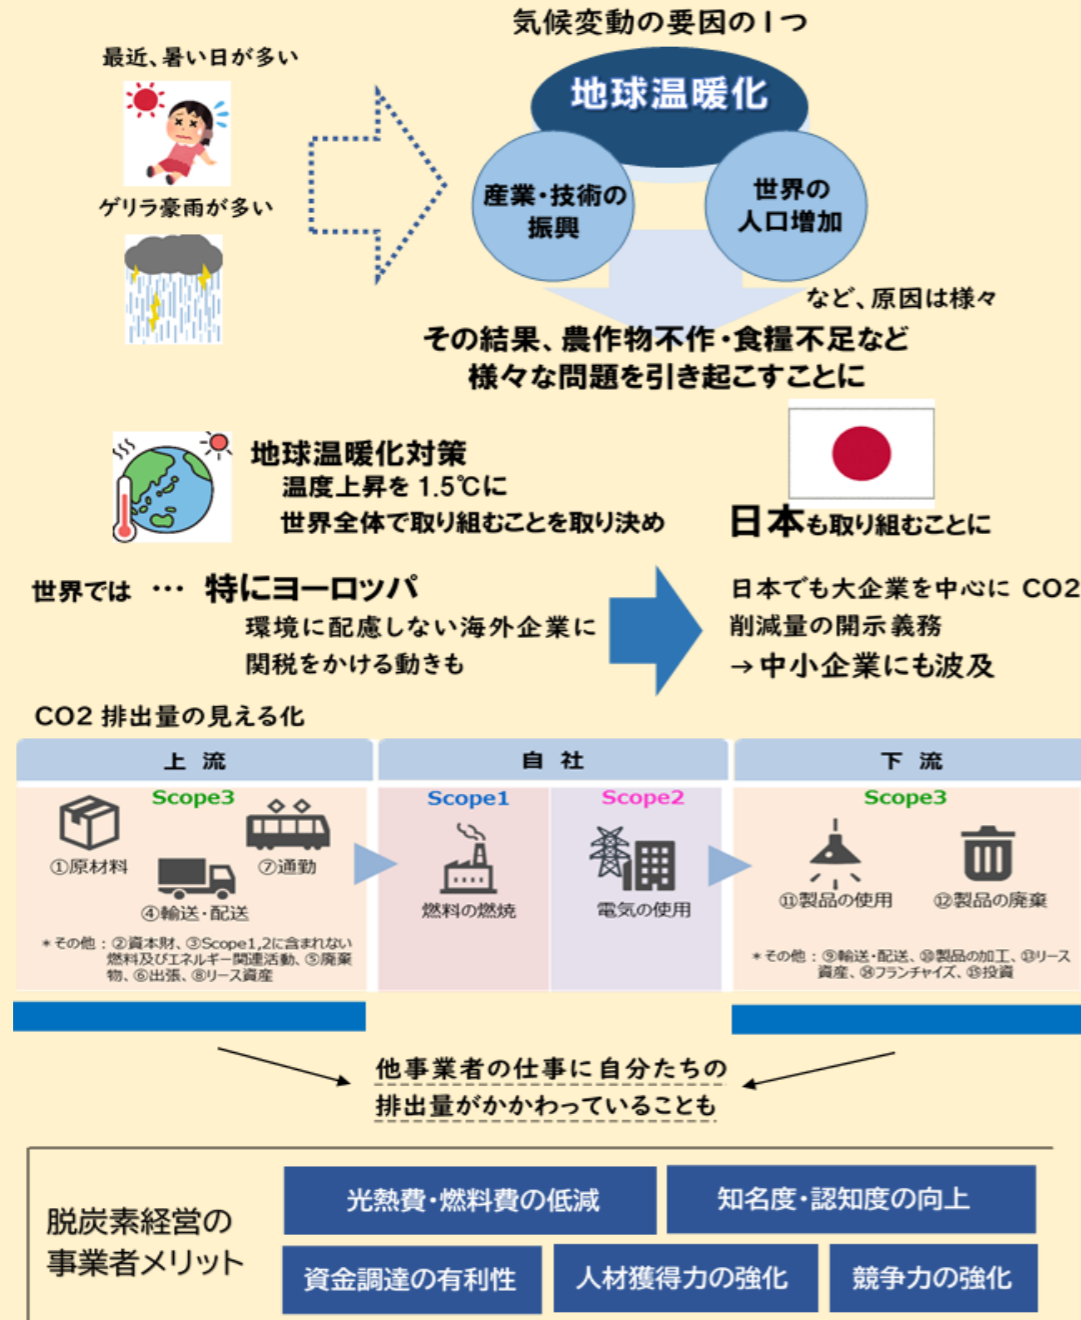 気候変動の要因の1つ
最近、暑い日が多い
地球温暖化
産業・技術の
振興
世界の
人口増加
ゲリラ豪雨が多い
など、原因は様々
その結果、農作物不作・食糧不足など
様々な問題を引き起こすことに
地球温暖化対策
温度上昇を 1.5℃に
世界全体で取り組むことを取り決め
日本も取り組むことに
世界では … 特にヨーロッパ
環境に配慮しない海外企業に
関税をかける動きも
日本でも大企業を中心に CO2
削減量の開示義務
→中小企業にも波及
CO2 排出量の見える化
上 流
自 社
下 流
Scope3
①原材料
⑦通勤
④輸送・配送
*その他:②資本財、③Scope1,2に含まれない
燃料及びエネルギー関連活動、⑤廃棄
物、⑥出張、⑧リース資産
Scope1
燃料の燃焼
Scope2
電気の使用
Scope3
⑪製品の使用
⑫製品の廃棄
*その他:⑨輸送・配送、⑩製品の加工、⑬リース
資産、⑭フランチャイズ、⑮投資
他事業者の仕事に自分たちの
排出量がかかわっていることも
脱炭素経営の
事業者メリット
光熱費・燃料費の低減
知名度・認知度の向上
資金調達の有利性
人材獲得力の強化
競争力の強化